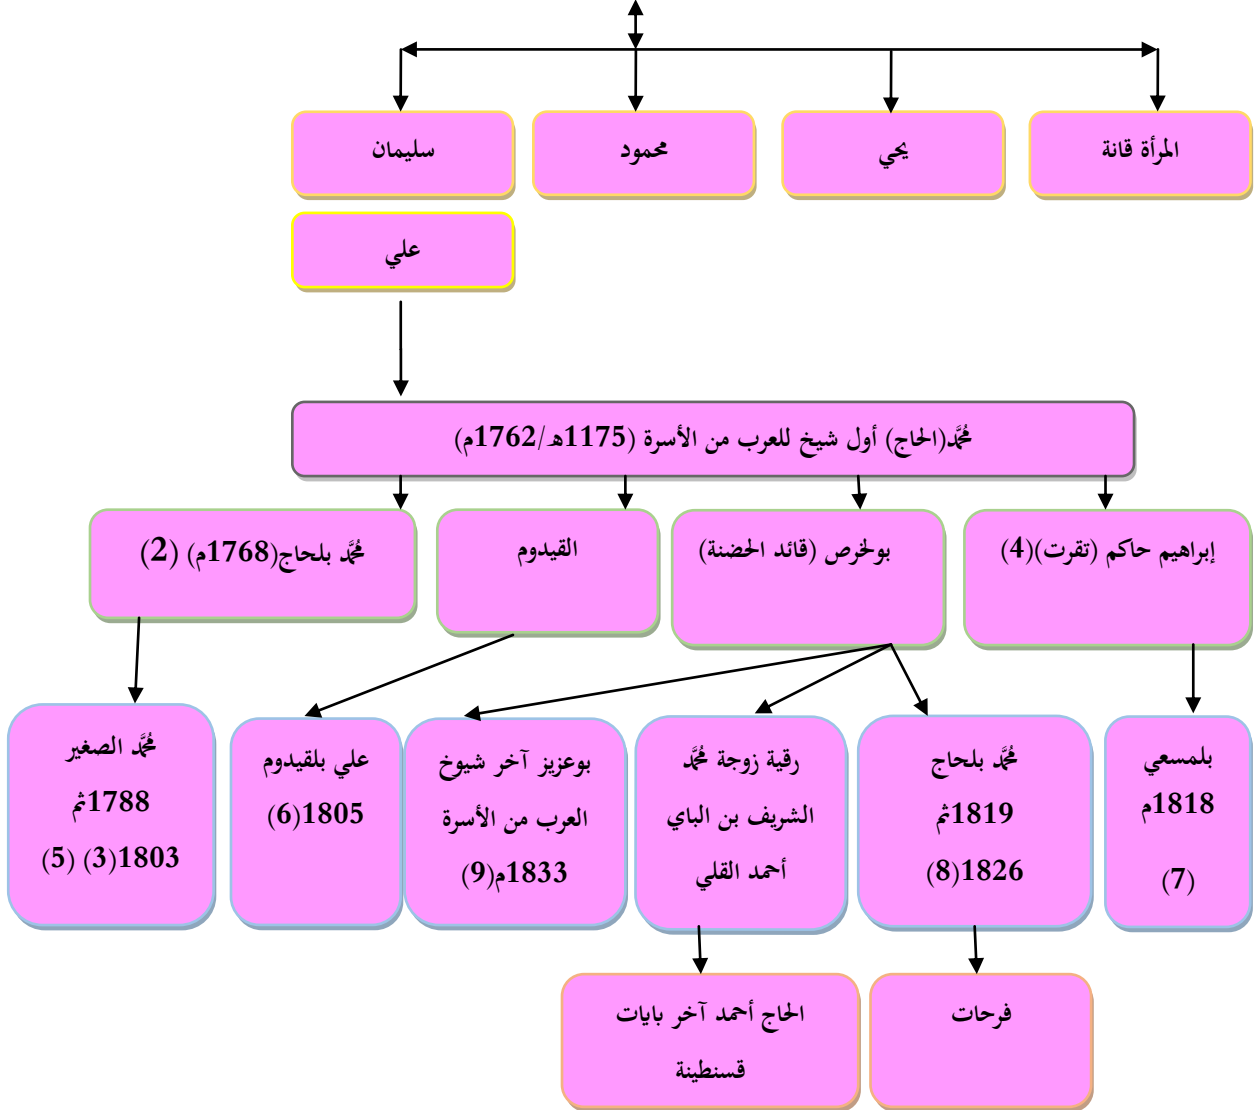 المرأة قانة
يحي
محمود
سليمان
علي
مُحَّد(الحاج) أول شيخ للعرب من الأسرة (1175هـ/1762م)
إبراهيم حاكم (تقرت)(4)
بولخرص (قائد الحضنة)
القيدوم
مُحَّد بلحاج(1768م) (2)
بلمسعي
1818م
(7)
مُحَّد بلحاج
1819ثم
1826(8)
رقية زوجة مُحَّد
الشريف بن الباي
أحمد القلي
بوعزيز آخر شيوخ
العرب من الأسرة
1833م(9)
علي بلقيدوم
1805(6)
مُحَّد الصغير
1788ثم
1803(3) (5)
فرحات
الحاج أحمد آخر بايات
قسنطينة